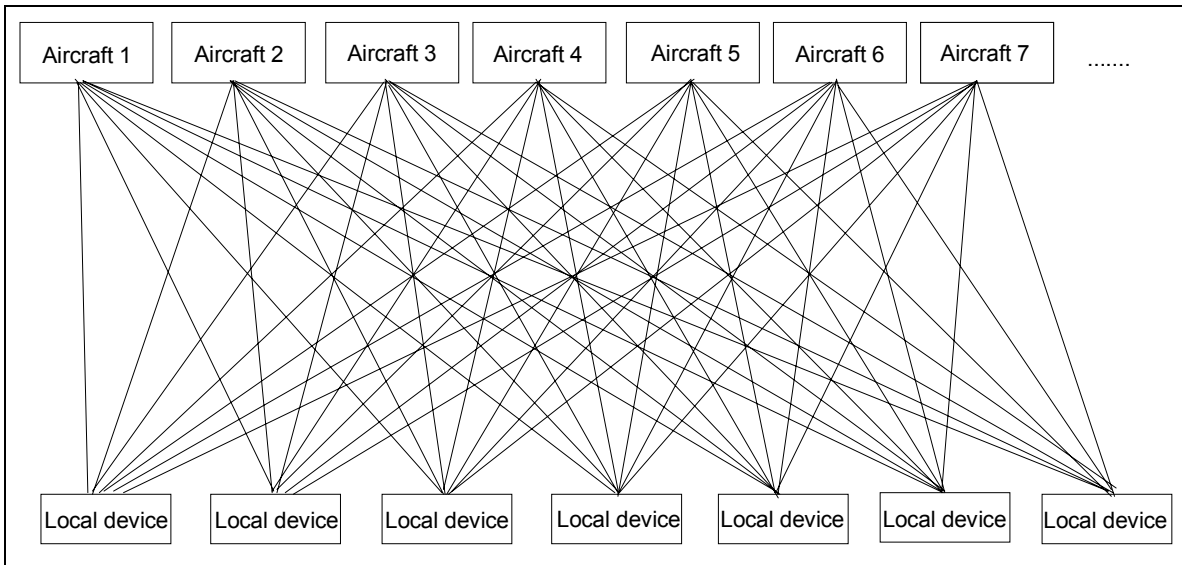 Aircraft 1 Aircraft 2 Aircraft 3 Aircraft 4 Aircraft 5 Aircraft 6 Aircraft 7 .......
Local device Local device Local device Local device Local device Local device Local device